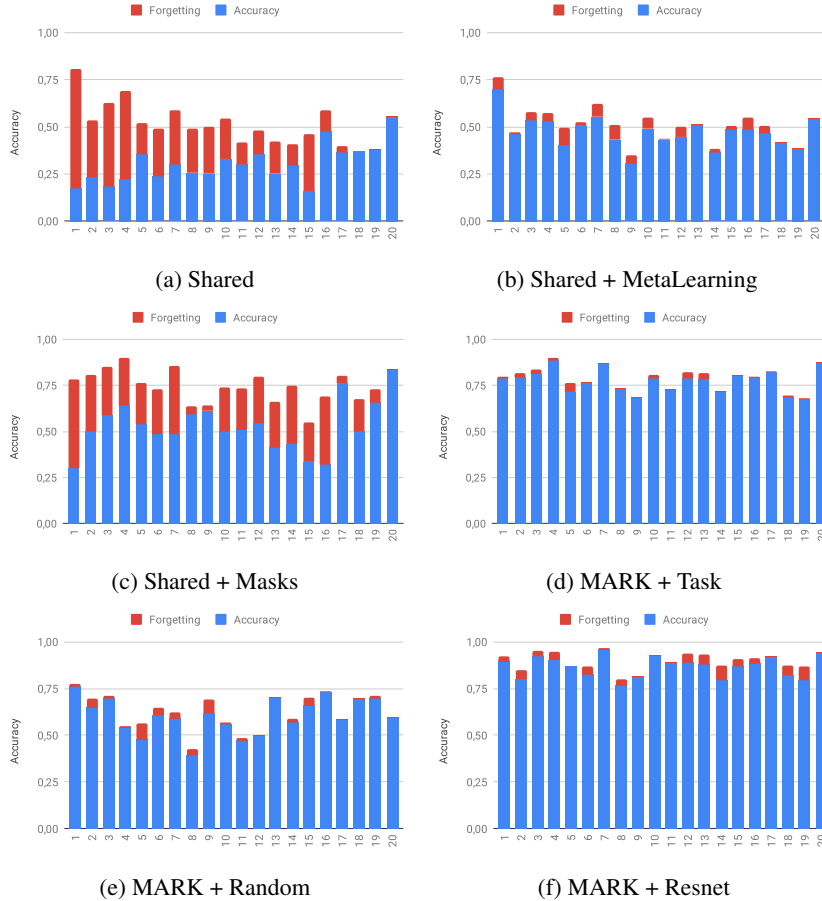 Forgetting Accuracy
Accuracy
1,00
0,75
0,50
0,25
0,00
1 2 3 4 5 6 7 8 9 10 11 12 13 14 15 16 17 18 19 20
(a) Shared
Forgetting Accuracy
Accuracy
1,00
0,75
0,50
0,25
0,00
1 2 3 4 5 6 7 8 9 10 11 12 13 14 15 16 17 18 19 20
(b) Shared + MetaLearning
Forgetting Accuracy
Accuracy
1,00
0,75
0,50
0,25
0,00
1 2 3 4 5 6 7 8 9 10 11 12 13 14 15 16 17 18 19 20
(c) Shared + Masks
Forgetting Accuracy
Accuracy
1,00
0,75
0,50
0,25
0,00
1 2 3 4 5 6 7 8 9 10 11 12 13 14 15 16 17 18 19 20
(d) MARK + Task
Forgetting Accuracy
Accuracy
1,00
0,75
0,50
0,25
0,00
1 2 3 4 5 6 7 8 9 10 11 12 13 14 15 16 17 18 19 20
(e) MARK + Random
Forgetting Accuracy
Accuracy
1,00
0,75
0,50
0,25
0,00
1 2 3 4 5 6 7 8 9 10 11 12 13 14 15 16 17 18 19 20
(f) MARK + Resnet